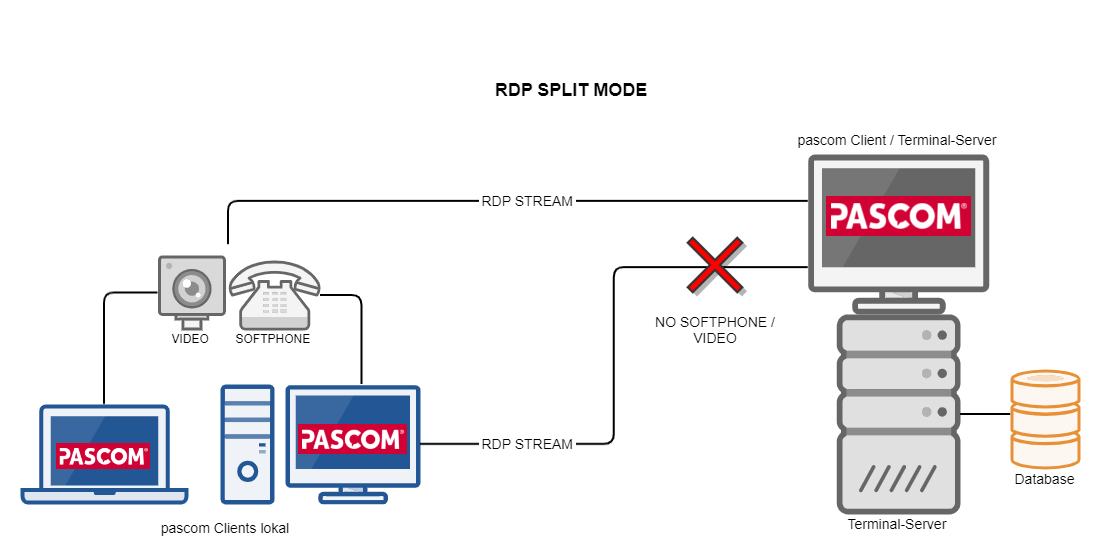 RDP SPLIT MODE
pascom Client / Terminal-Server
PASCOM®
RDP STREAM
NO SOFTPHONE /
VIDEO
VIDEO
SOFTPHONE
PASCOM®
PASCOM®
RDP STREAM
Database
pascom Clients lokal
Terminal-Server